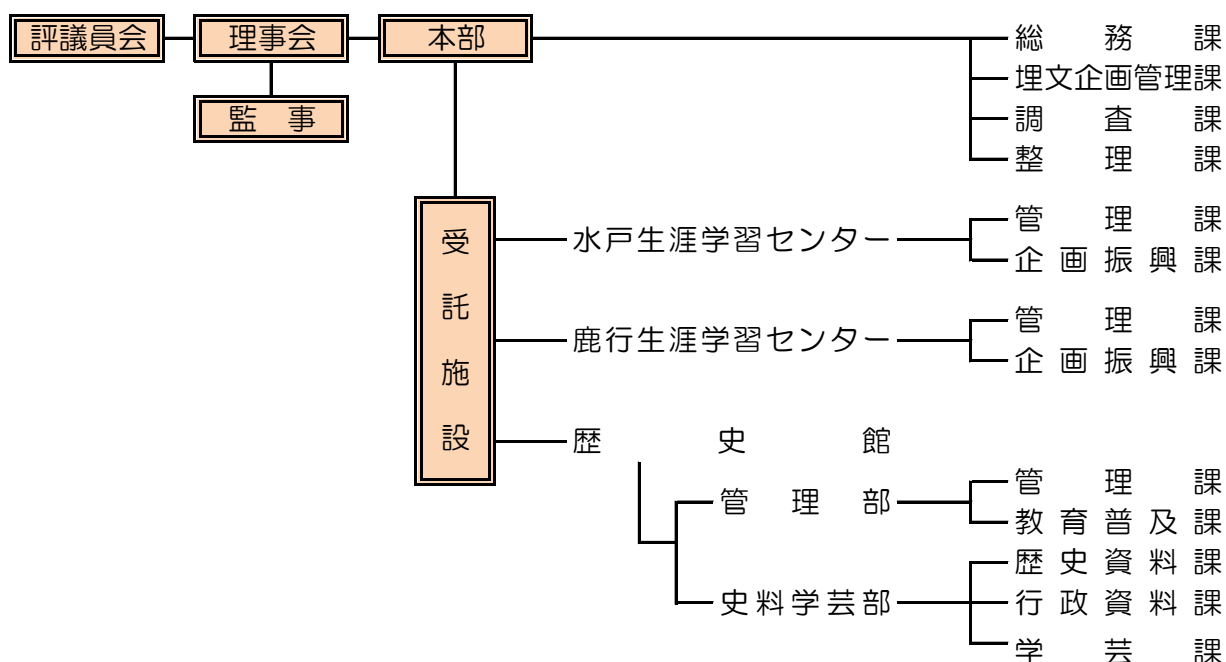 評議員会 理事会 本部 総務課
埋文企画管理課
監事 調査課
整理課
受託施設
水戸生涯学習センター 管理課
企画振興課
鹿行生涯学習センター 管理課
企画振興課
歴史館
管理部 管理課
教育普及課
歴史資料課
史料学芸部 行政資料課
学芸課